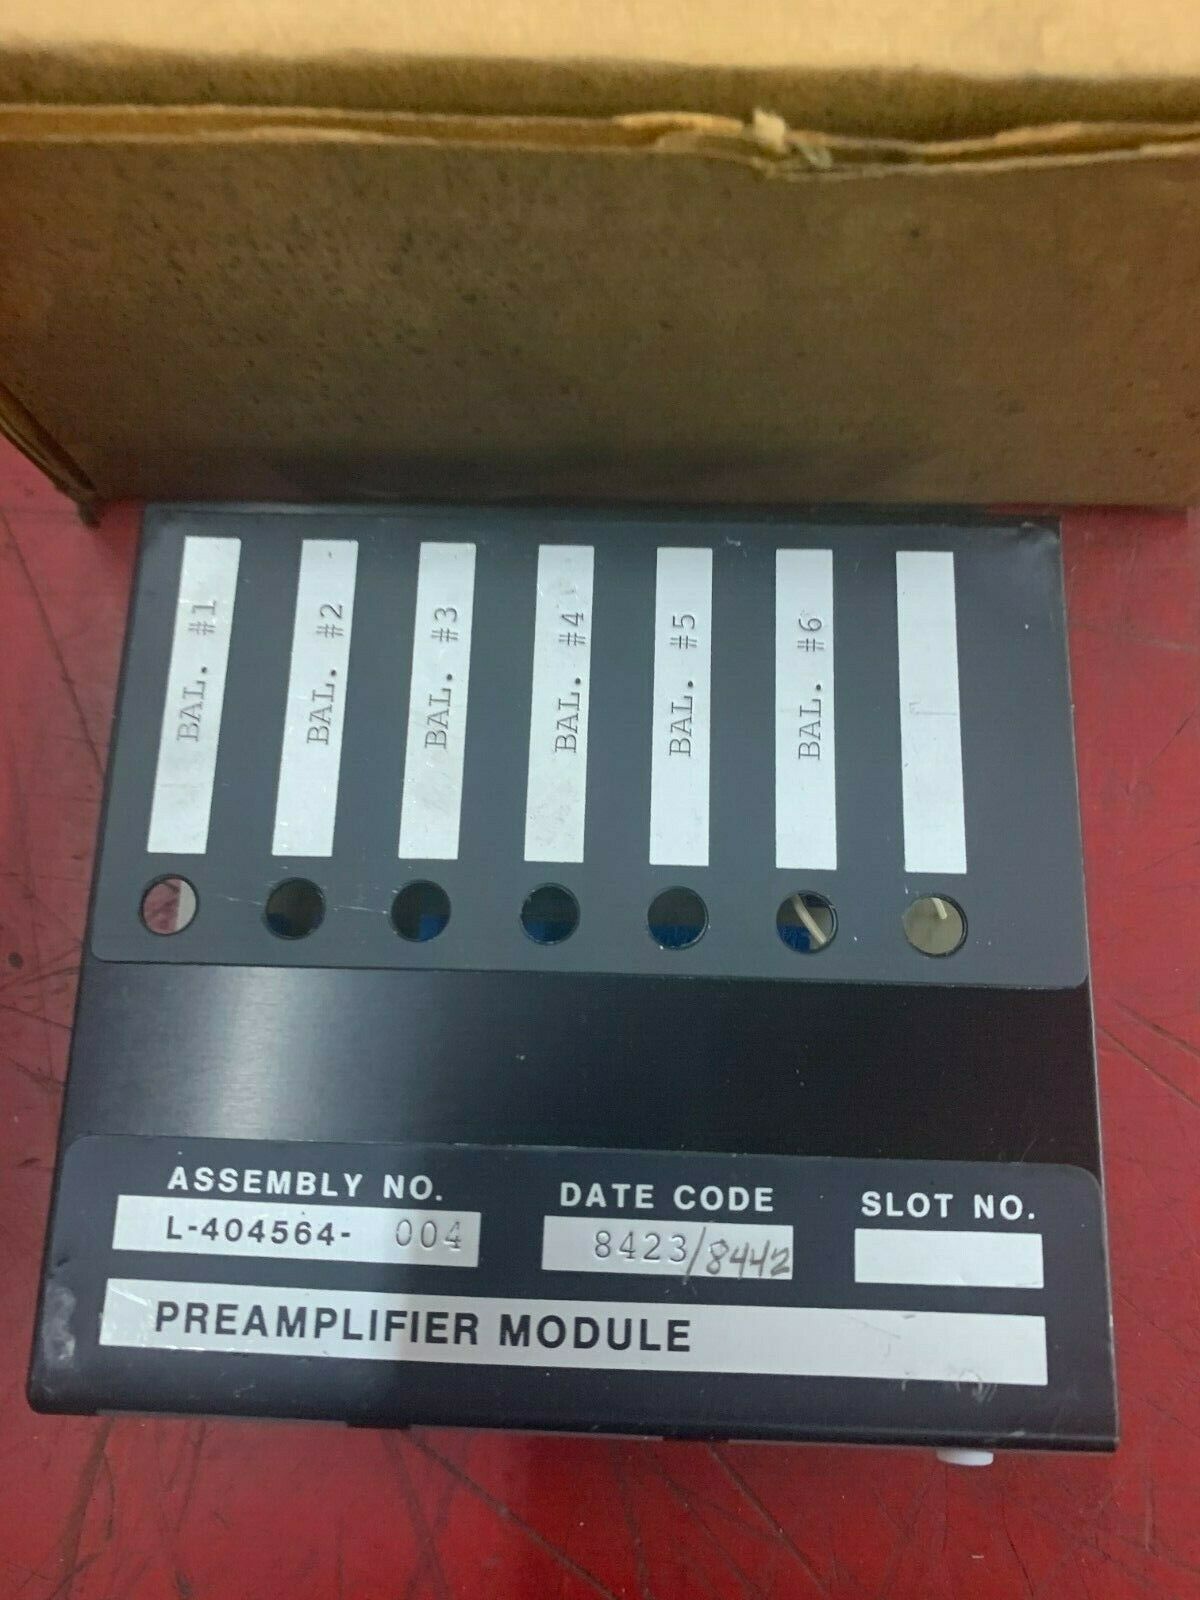 BAL. #1
BAL. #2
BAL. #3
BAL. #4
BAL. #5
BAL. #6
ASSEMBLY NO.
L-404564- 004
DATE CODE
8423/8442
SLOT NO.
PREAMPLIFIER MODULE